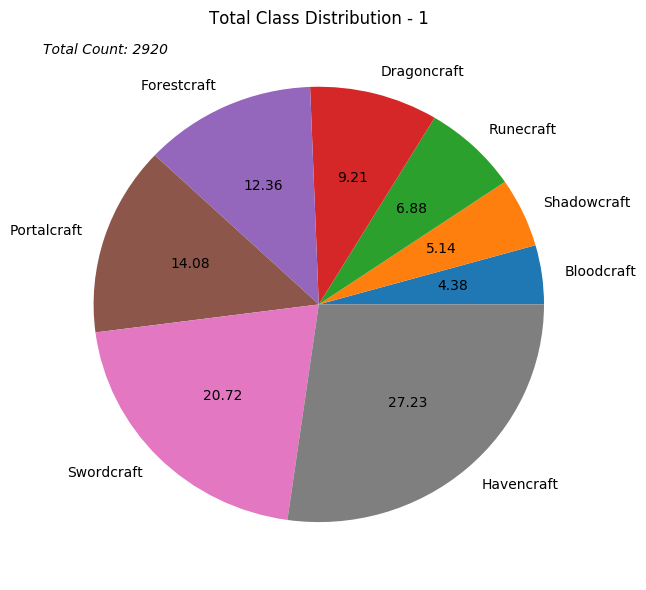 Total Class Distribution - 1
Total Count: 2920
Dragoncraft
Forestcraft
Runecraft
9.21
12.36
6.88
Shadowcraft
Portalcraft
5.14
14.08
Bloodcraft
4.38
20.72
27.23
Swordcraft
Havencraft